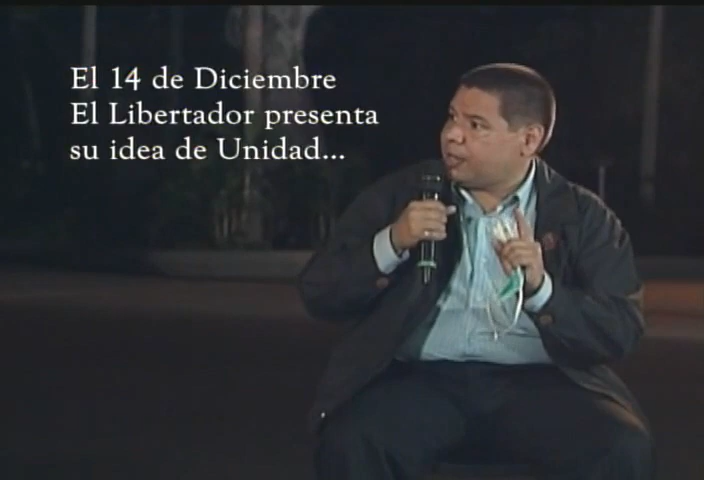 El 14 de Diciembre
El Libertador presenta
su idea de Unidad...